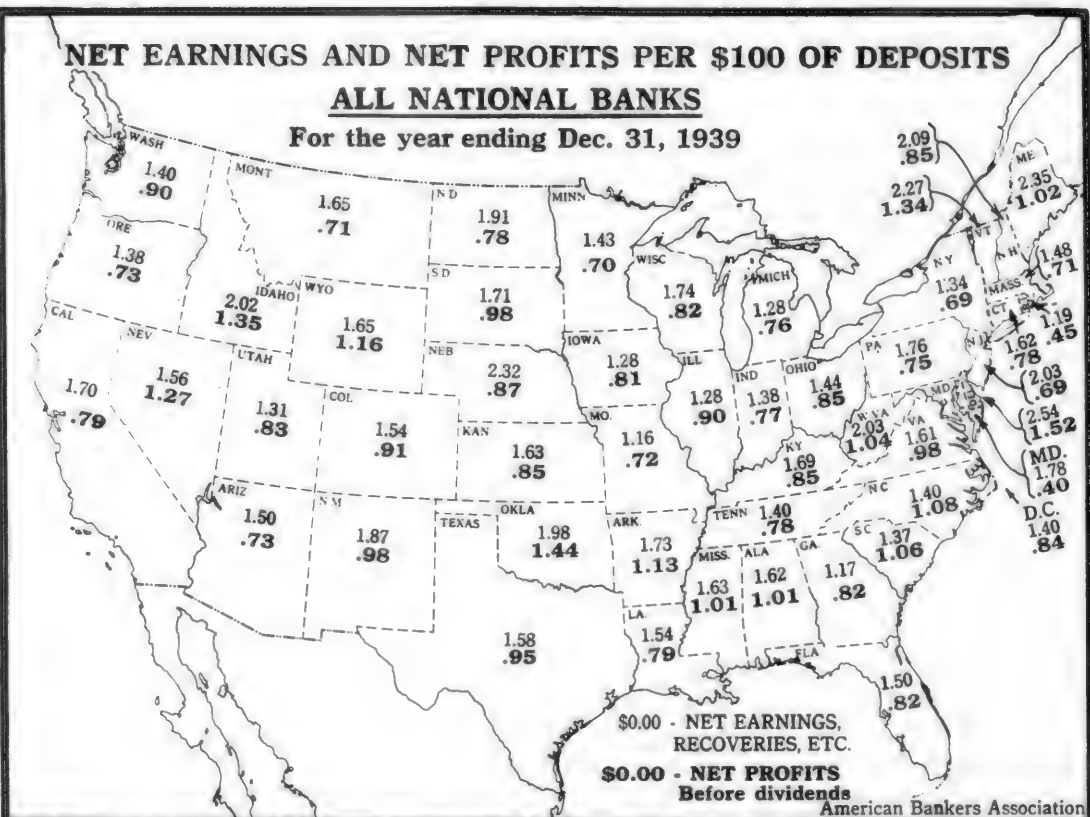 NET EARNINGS AND NET PROFITS PER $100 OF DEPOSITS
ALL NATIONAL BANKS
For the year ending Dec. 31, 1939
WASH
1.40
.90
ORE
1.38
.73
CAL
1.70
.79
NEV
1.56
1.27
IDAHO
2.02
1.35
MONT
1.65
.71
WYO
1.65
1.16
UTAH
1.31
.83
COL
1.54
.91
ARIZ
1.50
.73
N M
1.87
.98
N D
1.91
.78
S D
1.71
.98
NEB
2.32
.87
KAN
1.63
.85
OKLA
1.98
1.44
TEXAS
1.58
.95
MINN
1.43
.70
IOWA
1.28
.81
MO.
1.16
.72
ARK.
1.73
1.13
LA.
1.54
.79
WISC
1.74
.82
ILL
1.28
.90
MICH
1.28
.76
IND
1.38
.77
OHIO
1.44
.85
KY
1.69
.85
TENN
1.40
.78
MISS.
1.63
1.01
ALA
1.62
1.01
GA.
1.17
.82
FLA
1.50
.82
S C
1.37
1.06
N C
1.40
1.08
VA
1.61
.98
W VA
2.03
1.04
PA
1.76
.75
N Y
1.34
.69
2.09
.85
2.27
1.34
VT
N H
ME
2.35
1.02
MASS
1.48
.71
CT
1.19
.45
1.62
.78
N J
2.03
.69
MD
2.54
1.52
MD.
1.78
.40
D.C.
1.40
.84
$0.00 - NET EARNINGS,
RECOVERIES, ETC.
$0.00 - NET PROFITS
Before dividends
American Bankers Association